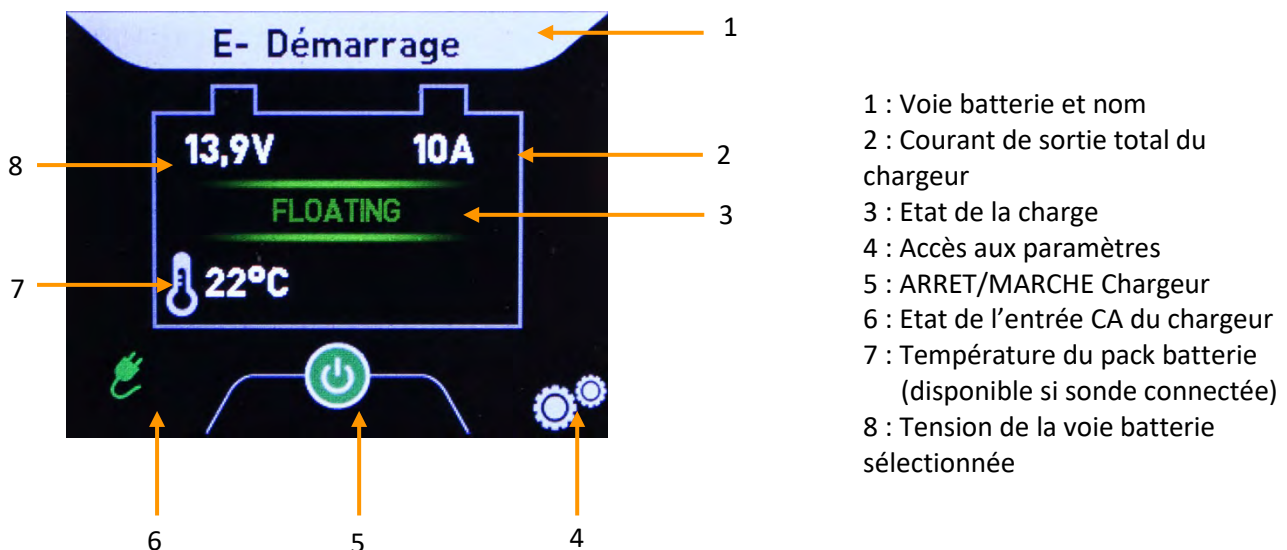 E- Démarrage
1
13,9V 10A
8
2
FLOATING
3
7
22°C
6
5
4
1 : Voie batterie et nom
2 : Courant de sortie total du
chargeur
3 : Etat de la charge
4 : Accès aux paramètres
5 : ARRET/MARCHE Chargeur
6 : Etat de l’entrée CA du chargeur
7 : Température du pack batterie
(disponible si sonde connectée)
8 : Tension de la voie batterie
sélectionnée